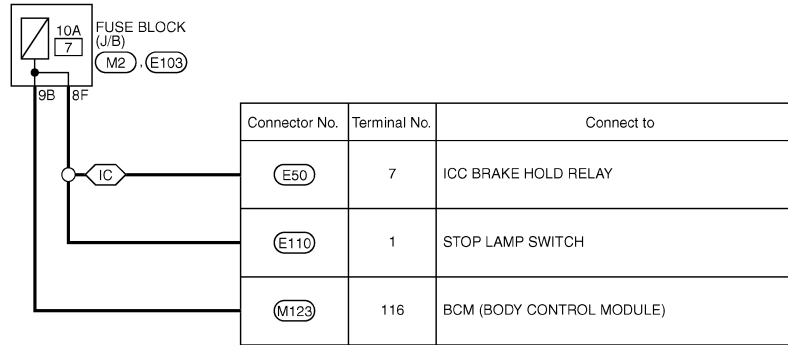 10A
7
FUSE BLOCK
(J/B)
M2 , E103
9B 8F
Connector No. Terminal No. Connect to
IC
E50 7 ICC BRAKE HOLD RELAY
E110 1 STOP LAMP SWITCH
M123 116 BCM (BODY CONTROL MODULE)